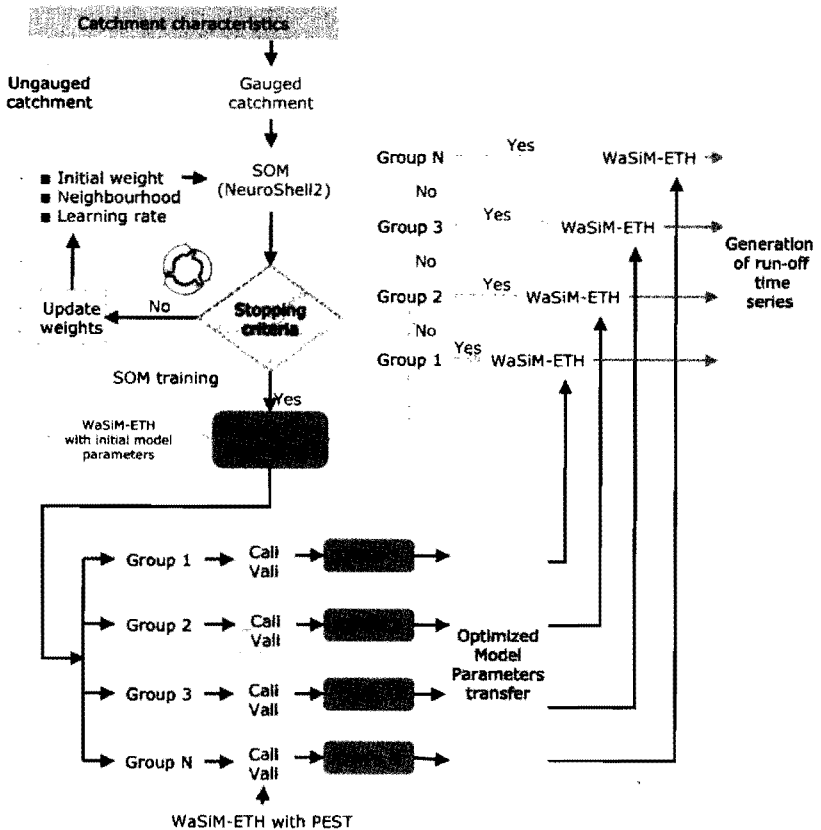 Catchment characteristics
Ungauged
catchment
Gauged
catchment
■ Initial weight
■ Neighbourhood
■ Learning rate
SOM
(NeuroShell2)
Update
weights
No
Stopping
criteria
SOM training
Yes
WaSiM-ETH
with initial model
parameters
Group N
Yes
WaSiM-ETH
No
Group 3
Yes
WaSiM-ETH
No
Group 2
Yes
WaSiM-ETH
No
Group 1
Yes
WaSiM-ETH
Generation
of run-off
time
series
Group 1
Cali
Vali
Group 2
Cali
Vali
Group 3
Cali
Vali
Group N
Cali
Vali
Optimized
Model
Parameters
transfer
WaSiM-ETH with PEST